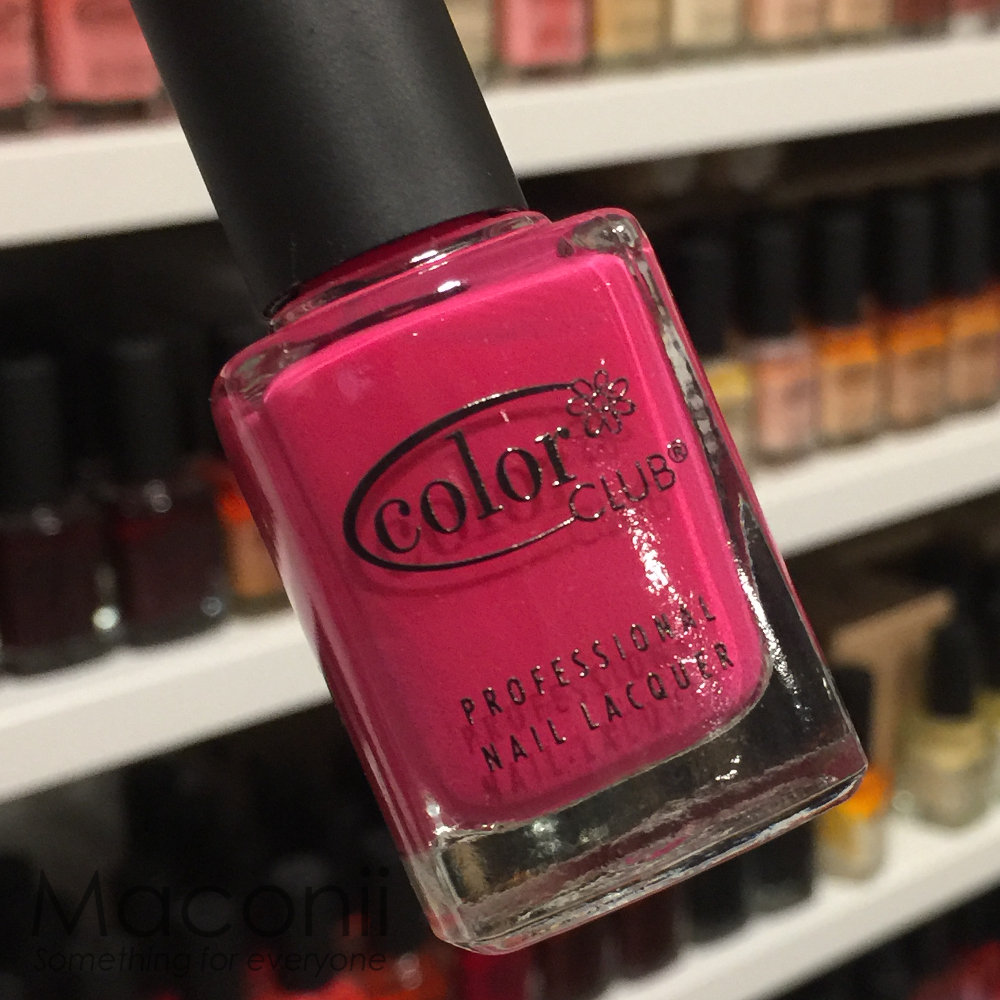 color
CLUB®
PROFESSIONAL
NAIL LACQUER
Maconii
Something for everyone